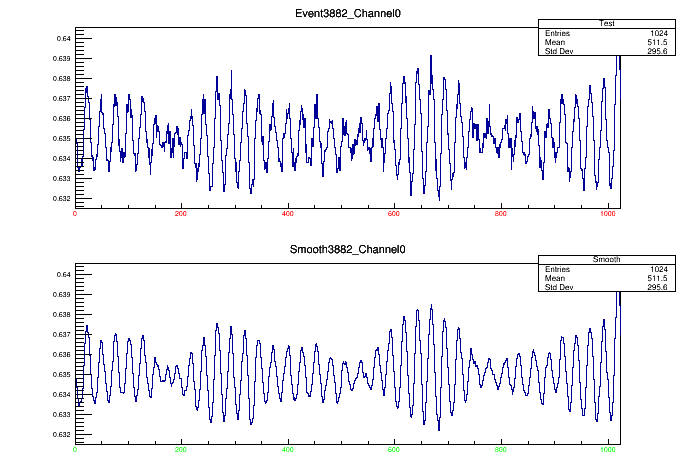 Event3882_Channel0
Test
Entries 1024
Mean 511.5
Std Dev 295.6
0.64
0.639
0.638
0.637
0.636
0.635
0.634
0.633
0.632
0 200 400 600 800 1000
Smooth3882_Channel0
Smooth
Entries 1024
Mean 511.5
Std Dev 295.6
0.64
0.639
0.638
0.637
0.636
0.635
0.634
0.633
0.632
0 200 400 600 800 1000